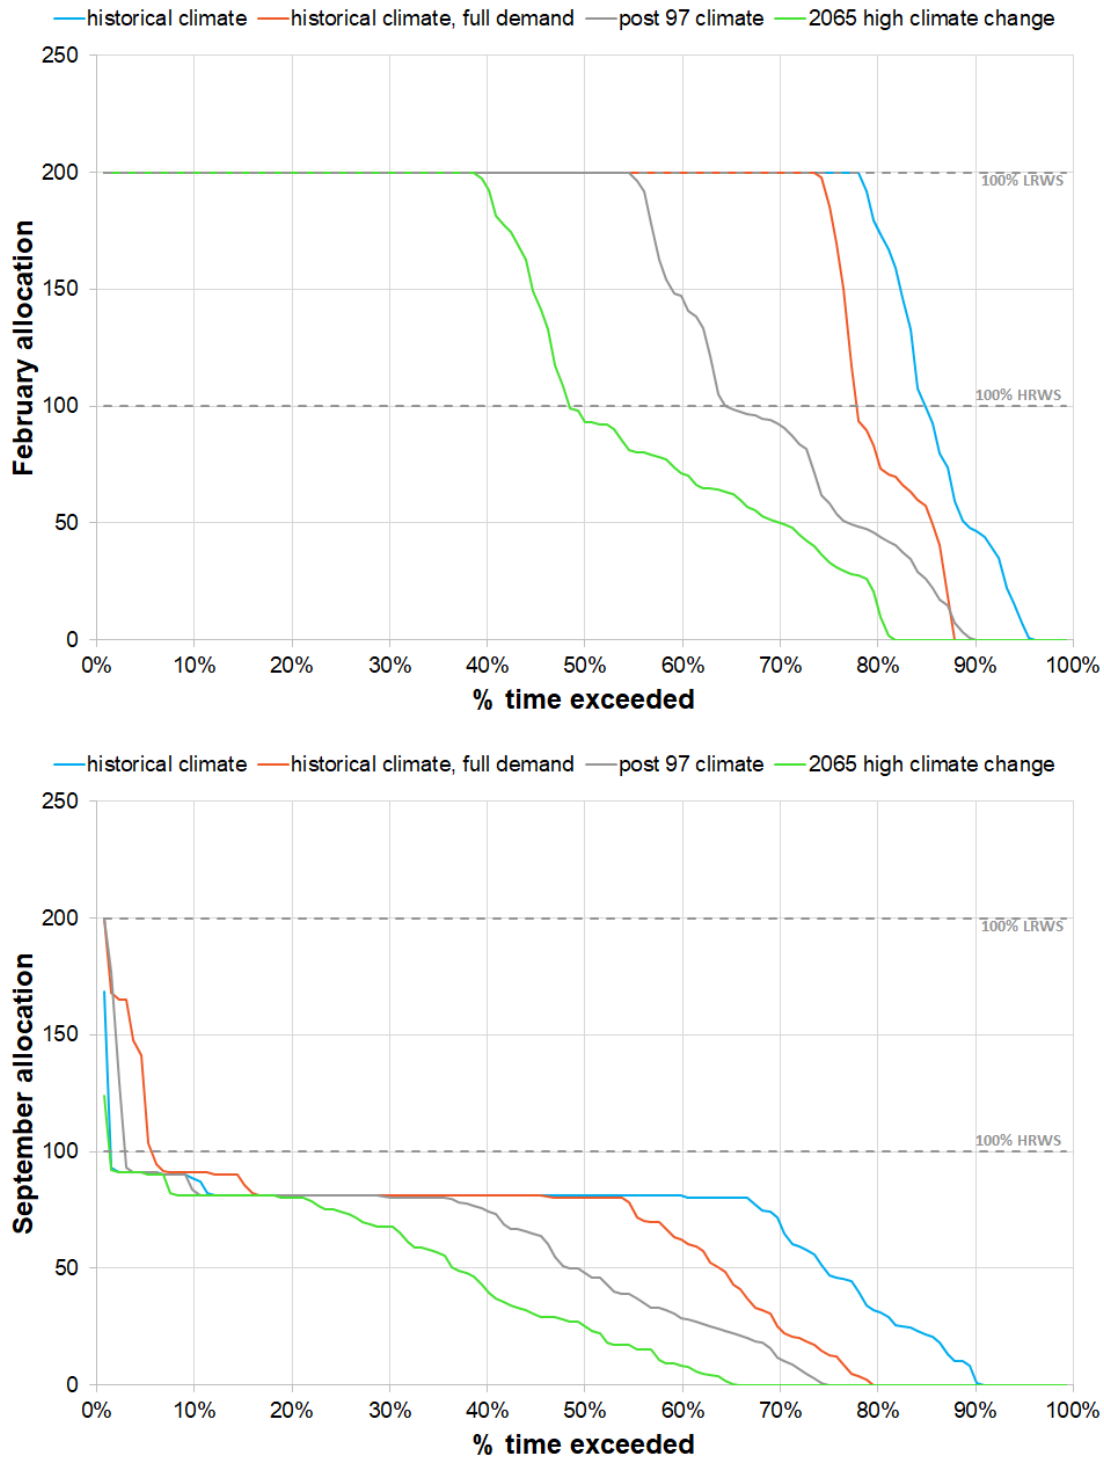 historical climate historical climate, full demand post 97 climate 2065 high climate change
250
200
100% LRWS
150
February allocation
100% HRWS
100
50
0
0% 10% 20% 30% 40% 50% 60% 70% 80% 90% 100%
% time exceeded
historical climate historical climate, full demand post 97 climate 2065 high climate change
250
200
100% LRWS
150
September allocation
100% HRWS
100
50
0
0% 10% 20% 30% 40% 50% 60% 70% 80% 90% 100%
% time exceeded